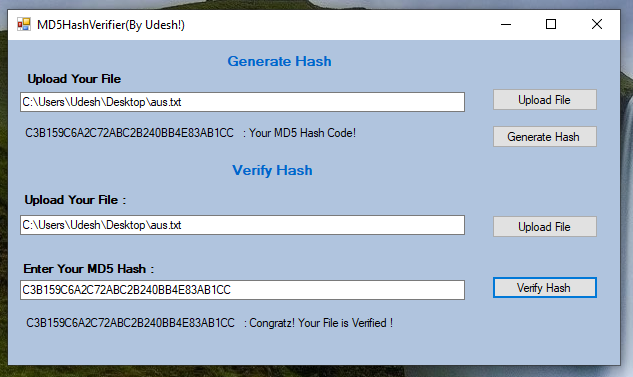 MD5HashVerifier(By Udesh!)
Generate Hash
Upload Your File
C:\Users\Udesh\Desktop\aus.txt
Upload File
C3B159C6A2C72ABC2B240BB4E83AB1CC : Your MD5 Hash Code!
Generate Hash
Verify Hash
Upload Your File :
C:\Users\Udesh\Desktop\aus.txt
Upload File
Enter Your MD5 Hash :
C3B159C6A2C72ABC2B240BB4E83AB1CC
Verify Hash
C3B159C6A2C72ABC2B240BB4E83AB1CC : Congratz! Your File is Verified !